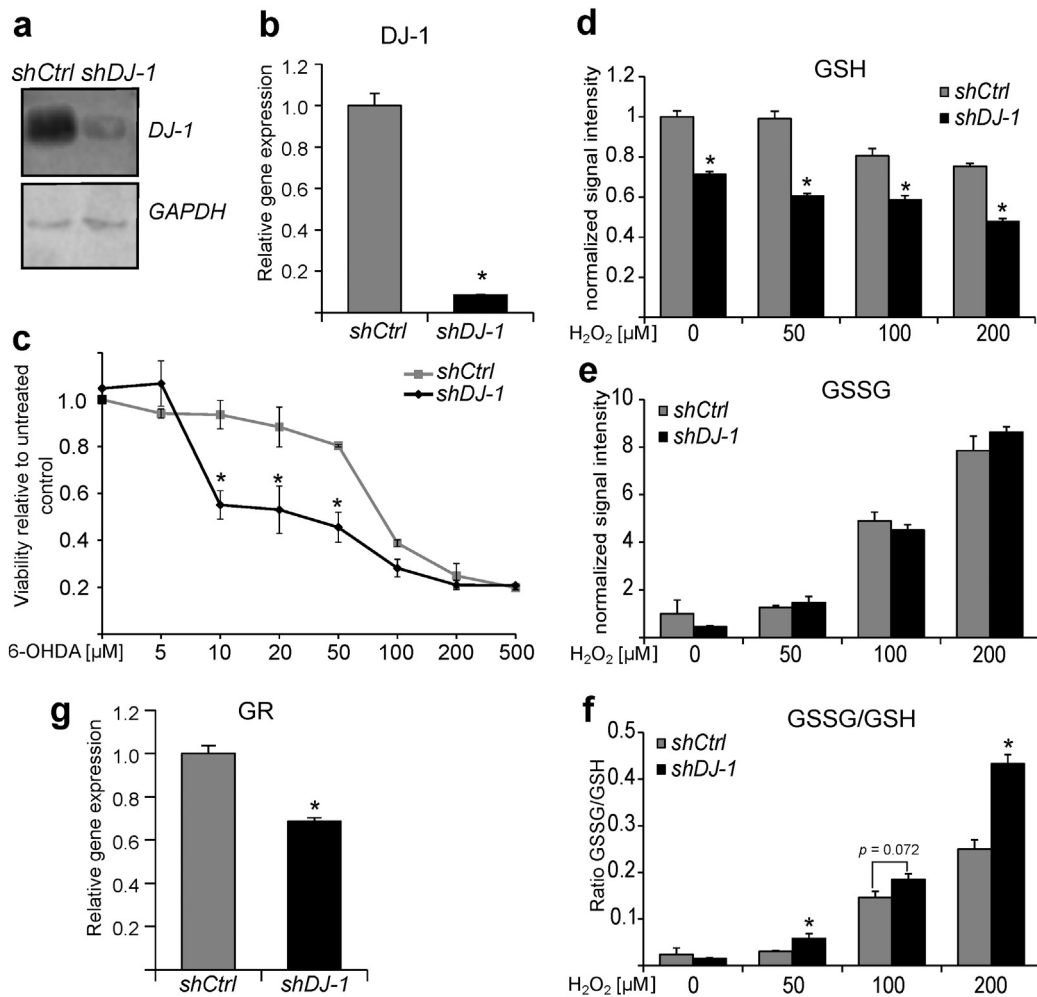 a
shCtrl shDJ-1
DJ-1
GAPDH
b
DJ-1
Relative gene expression
1.2
1.0
0.8
0.6
0.4
0.2
*
shCtrl
shDJ-1
c
Viability relative to untreated
control
1.0
0.8
0.6
0.4
0.2
shCtrl
shDJ-1
* * *
6-OHDA [µM] 5 10 20 50 100 200 500
d
GSH
normalized signal intensity
1.2
1
0.8
0.6
0.4
0.2
shCtrl
shDJ-1
* * * *
H₂O₂ [µM] 0 50 100 200
e
GSSG
normalized signal intensity
10
8
6
4
2
shCtrl
shDJ-1
H₂O₂ [µM] 0 50 100 200
f
GSSG/GSH
Ratio GSSG/GSH
0.5
0.4
0.3
0.2
0.1
shCtrl
shDJ-1
*
p = 0.072
*
H₂O₂ [µM] 0 50 100 200
g
GR
Relative gene expression
1.2
1.0
0.8
0.6
0.4
0.2
*
shCtrl
shDJ-1